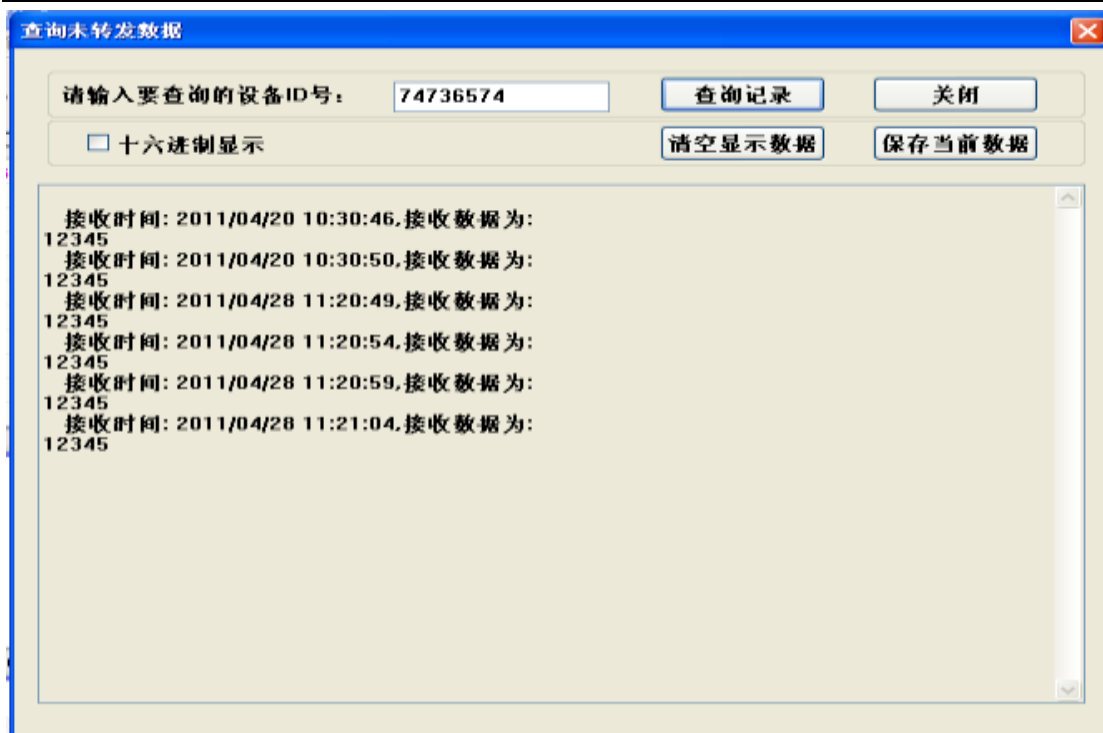 查询未转发数据
请输入要查询的设备ID号： 74736574 查询记录 关闭
十六进制显示 清空显示数据 保存当前数据
接收时间: 2011/04/20 10:30:46,接收数据为:
12345
接收时间: 2011/04/20 10:30:50,接收数据为:
12345
接收时间: 2011/04/28 11:20:49,接收数据为:
12345
接收时间: 2011/04/28 11:20:54,接收数据为:
12345
接收时间: 2011/04/28 11:20:59,接收数据为:
12345
接收时间: 2011/04/28 11:21:04,接收数据为:
12345